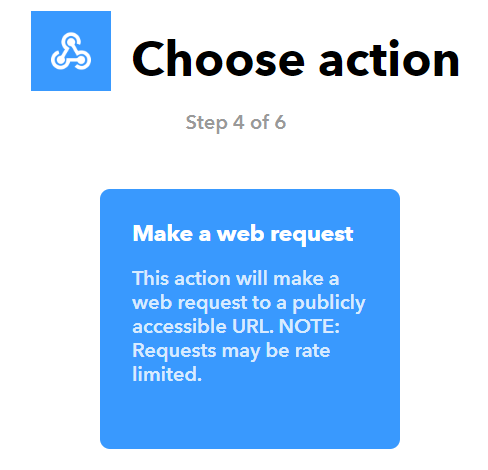 Choose action
Step 4 of 6
Make a web request
This action will make a
web request to a publicly
accessible URL. NOTE:
Requests may be rate
limited.